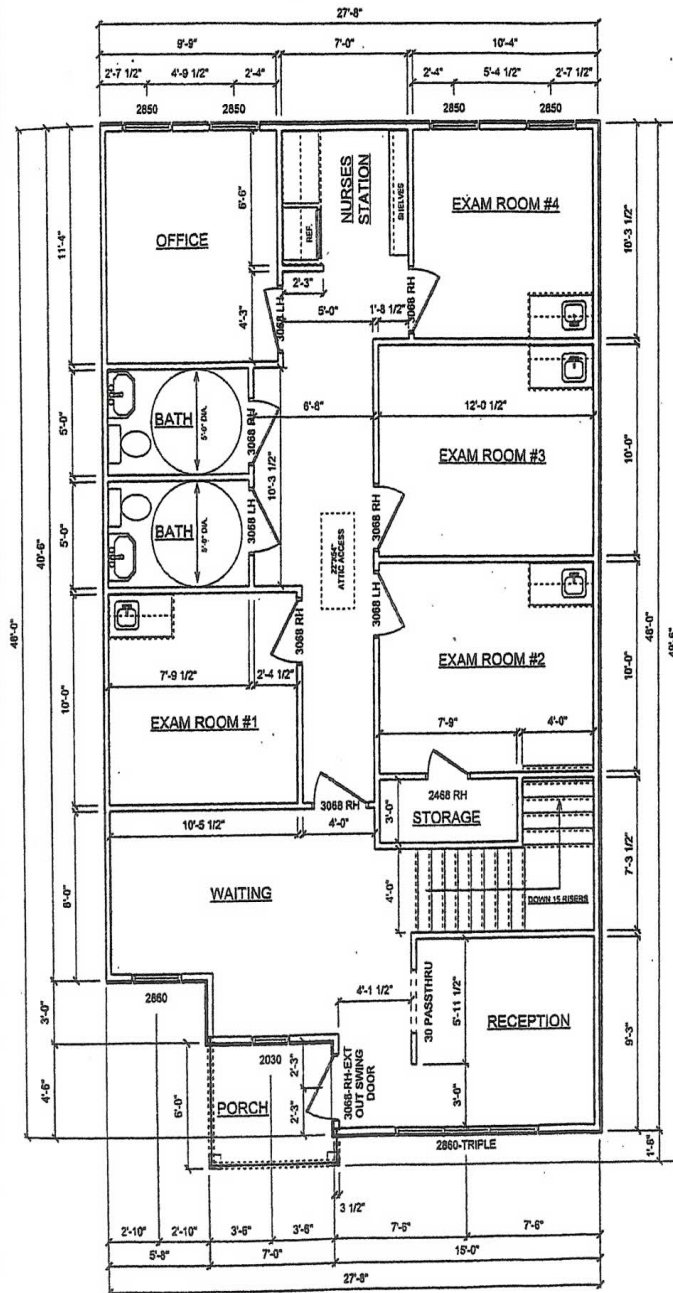 27'-8"
9'-9"
7'-0"
10'-4"
2'-7 1/2"
4'-9 1/2"
2'-4"
2'-4"
5'-4 1/2"
2'-7 1/2"
2850
2850
2850
2850
OFFICE
6'-6"
REF.
NURSES
STATION
SHELVES
EXAM ROOM #4
11'-4"
10'-3 1/2"
4'-3"
2'-3"
3068 LH
5'-0"
1'-8 1/2"
3068 RH
BATH
5'-0" DIA.
3068 RH
6'-8"
12'-0 1/2"
5'-0"
EXAM ROOM #3
10'-0"
10'-3 1/2"
BATH
5'-0" DIA.
3068 LH
3068 RH
5'-0"
40'-6"
22"x54"
ATTIC ACCESS
46'-0"
48'-0"
3068 LH
3068 RH
EXAM ROOM #2
10'-0"
7'-9 1/2"
2'-4 1/2"
10'-0"
EXAM ROOM #1
7'-9"
4'-0"
3068 RH
2468 RH
3'-0"
STORAGE
10'-5 1/2"
4'-0"
7'-3 1/2"
6'-0"
WAITING
4'-0"
DOWN 15 RISERS
2860
4'-1 1/2"
30 PASSTHRU
5'-11 1/2"
RECEPTION
9'-3"
3'-0"
2030
2'-3"
3068-RH-EXT
OUT SWING
DOOR
4'-6"
6'-0"
PORCH
2'-3"
3'-0"
2860-TRIPLE
1'-6"
3 1/2"
2'-10"
2'-10"
3'-6"
3'-6"
7'-6"
7'-6"
5'-8"
7'-0"
15'-0"
27'-8"